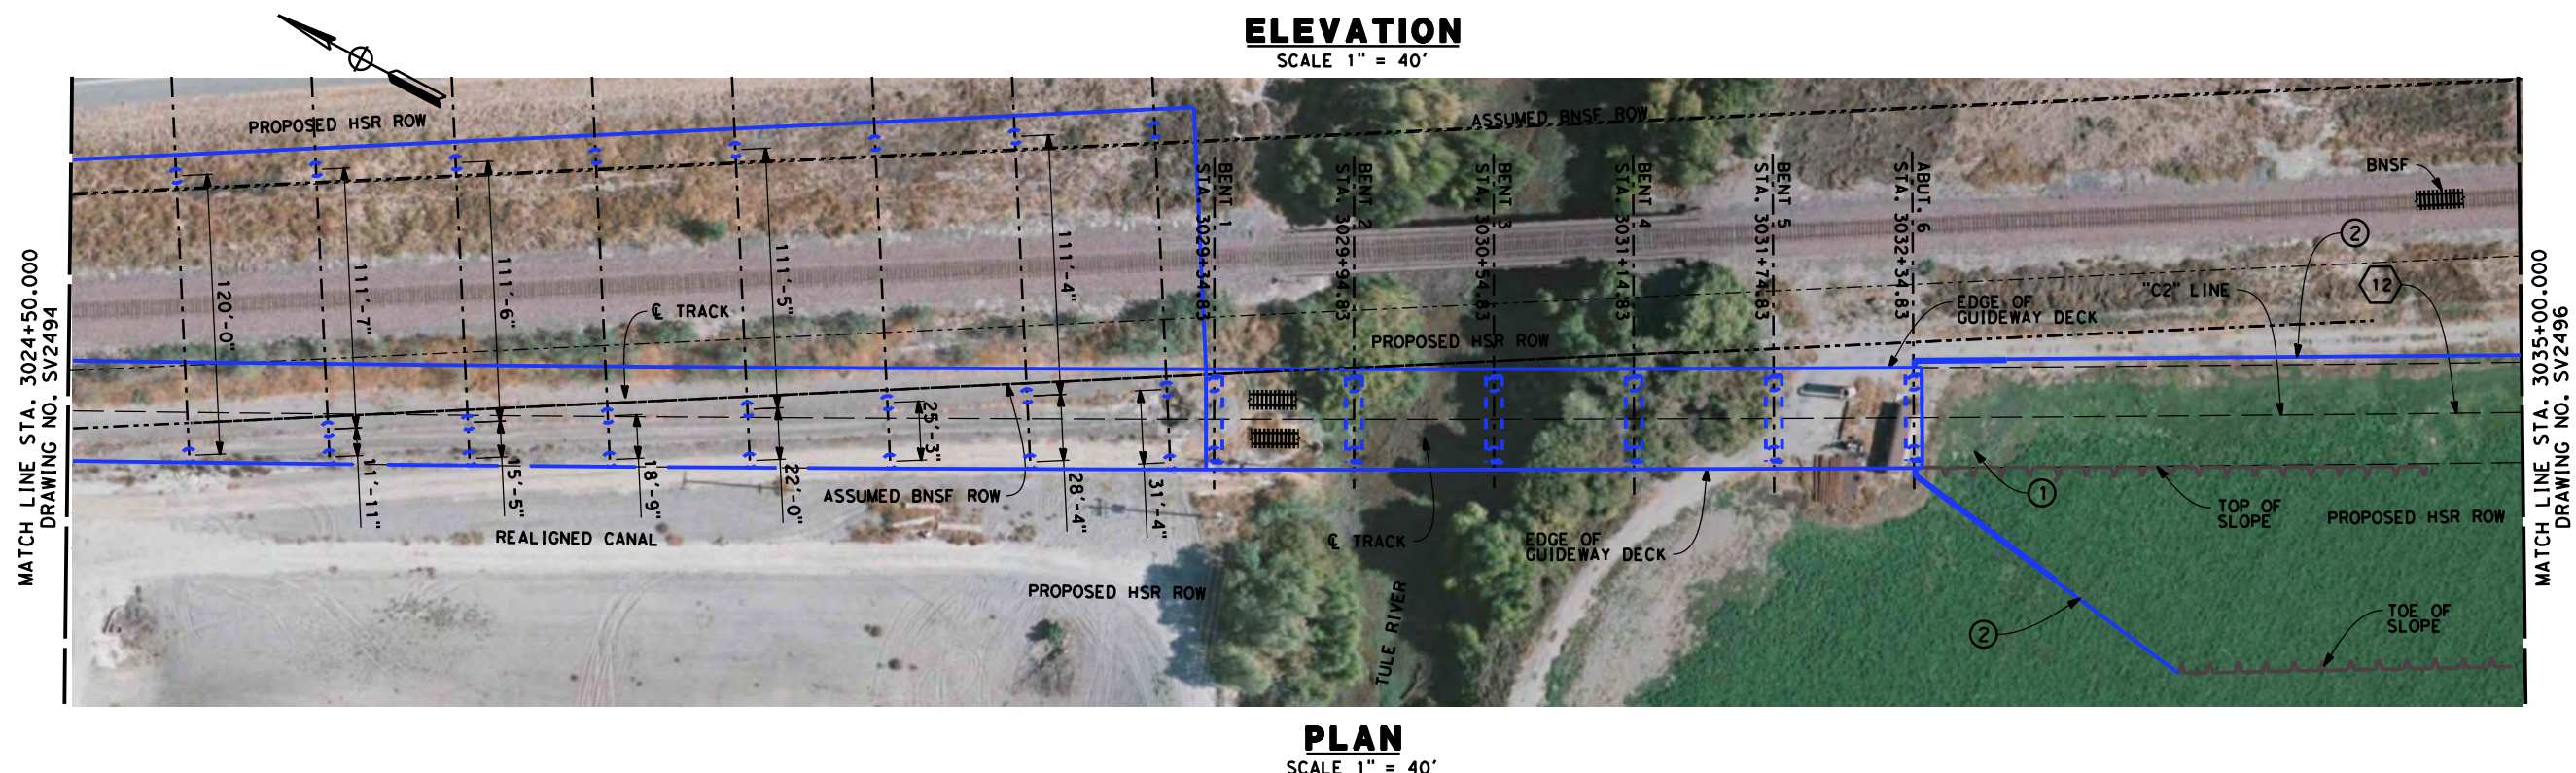 ELEVATION
SCALE 1" = 40'
PROPOSED HSR ROW
ASSUMED BNSF ROW
BNSF
BENT 1
STA. 3029+34.83
BENT 2
STA. 3029+94.83
BENT 3
STA. 3030+54.83
BENT 4
STA. 3031+14.83
BENT 5
STA. 3031+74.83
ABUT. 6
STA. 3032+34.83
2
12
"C2" LINE
EDGE OF
GUIDEWAY DECK
120'-0"
111'-7"
111'-6"
111'-5"
111'-4"
℄ TRACK
PROPOSED HSR ROW
MATCH LINE STA. 3024+50.000
DRAWING NO. SV2494
MATCH LINE STA. 3035+00.000
DRAWING NO. SV2496
11'-11"
15'-5"
18'-9"
22'-0"
25'-3"
28'-4"
31'-4"
ASSUMED BNSF ROW
REALIGNED CANAL
℄ TRACK
EDGE OF
GUIDEWAY DECK
1
TOP OF
SLOPE
PROPOSED HSR ROW
PROPOSED HSR ROW
TULE RIVER
2
TOE OF
SLOPE
PLAN
SCALE 1" = 40'